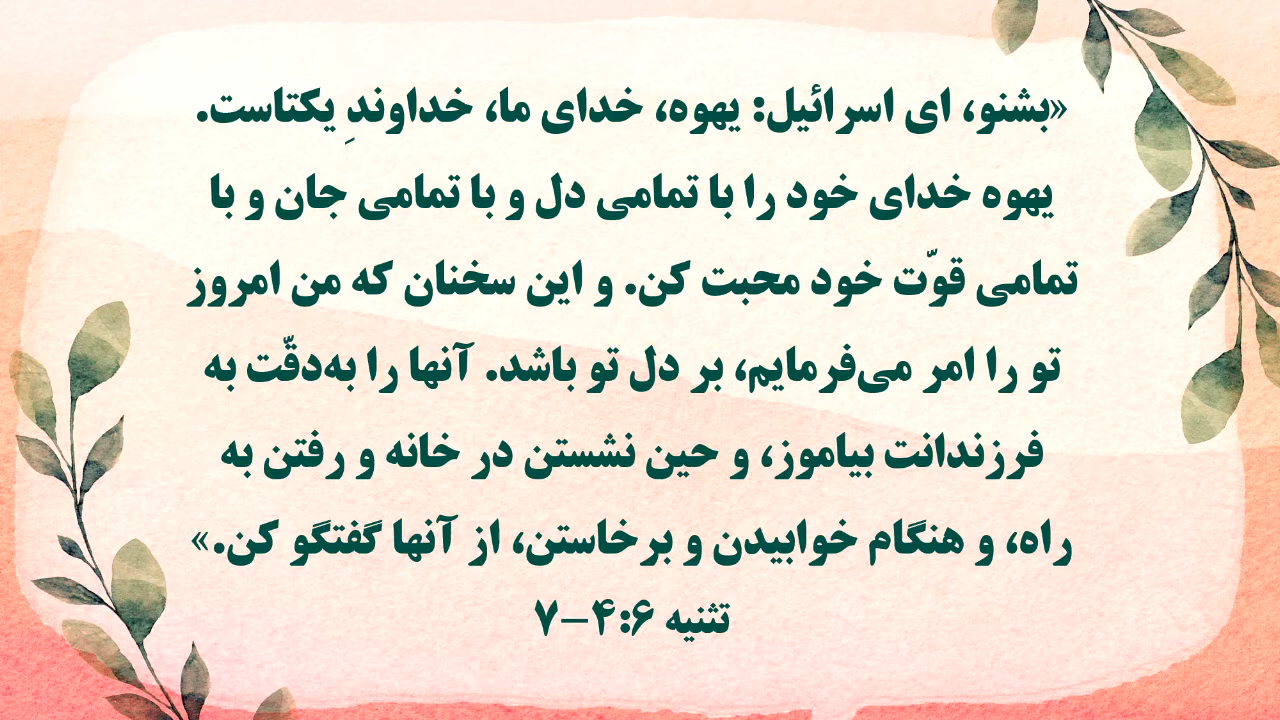 «بشنو، ای اسرائیل: یهوه، خدای ما، خداوندِ یکتاست.
یهوه خدای خود را با تمامی دل و با تمامی جان و با
تمامی قوّت خود محبت کن. و این سخنان که من امروز
تو را امر می‌فرمایم، بر دل تو باشد. آنها را به‌دقّت به
فرزندانت بیاموز، و حین نشستن در خانه و رفتن به
راه، و هنگام خوابیدن و برخاستن، از آنها گفتگو کن.»
تثنیه ۶:‏۴–۷